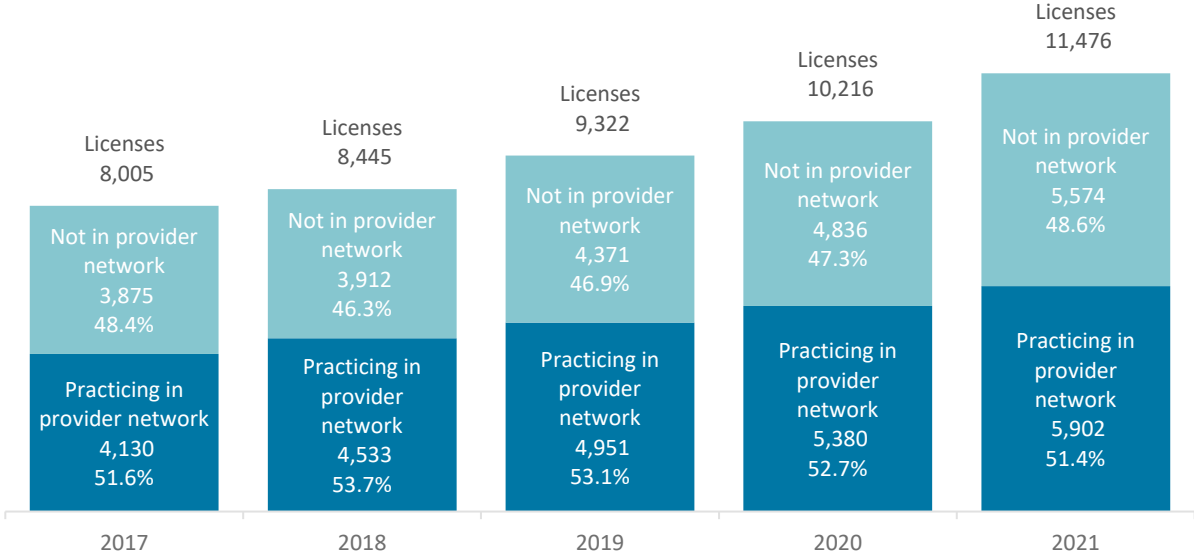 Licenses
8,005
Not in provider
network
3,875
48.4%
Practicing in
provider network
4,130
51.6%
2017
Licenses
8,445
Not in provider
network
3,912
46.3%
Practicing in
provider
network
4,533
53.7%
2018
Licenses
9,322
Not in provider
network
4,371
46.9%
Practicing in
provider
network
4,951
53.1%
2019
Licenses
10,216
Not in provider
network
4,836
47.3%
Practicing in
provider
network
5,380
52.7%
2020
Licenses
11,476
Not in provider
network
5,574
48.6%
Practicing in
provider
network
5,902
51.4%
2021